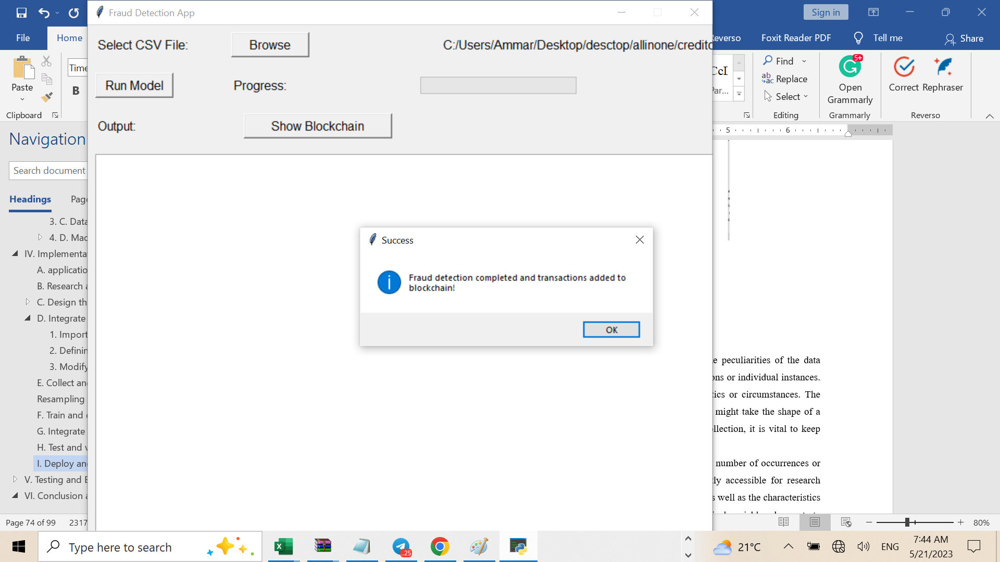 Sign in
Fraud Detection App
File
Home
Reverso
Foxit Reader PDF
Tell me
Share
Select CSV File:
Browse
C:/Users/Ammar/Desktop/desctop/allinone/creditc
Paste
Clipboard
Time
B
Run Model
Progress:
Output:
Show Blockchain
CcI
Par...
Find
Replace
Select
Editing
5+
Open
Grammarly
Grammarly
Correct
Rephraser
Reverso
5
6
Navigation
Search document
Headings
Page
3. C. Data
4. D. Mac
IV. Implementa
A. applicatio
B. Research a
C. Design th
D. Integrate
1. Import
2. Definin
3. Modify
E. Collect and
Resampling
F. Train and e
G. Integrate
H. Test and v
I. Deploy and
V. Testing and E
VI. Conclusion a
Success
Fraud detection completed and transactions added to
blockchain!
OK
e peculiarities of the data
ons or individual instances.
tics or circumstances. The
might take the shape of a
llection, it is vital to keep
number of occurrences or
tly accessible for research
s well as the characteristics
Page 74 of 99
2317
80%
Type here to search
..25
21°C
ENG
7:44 AM
5/21/2023